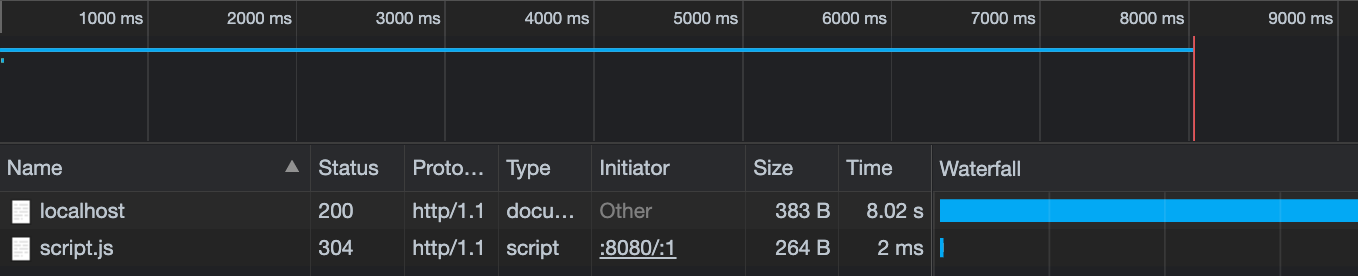 1000 ms 2000 ms 3000 ms 4000 ms 5000 ms 6000 ms 7000 ms 8000 ms 9000 ms
Name Status Proto... Type Initiator Size Time Waterfall
localhost 200 http/1.1 docu... Other 383 B 8.02 s
script.js 304 http/1.1 script :8080/:1 264 B 2 ms